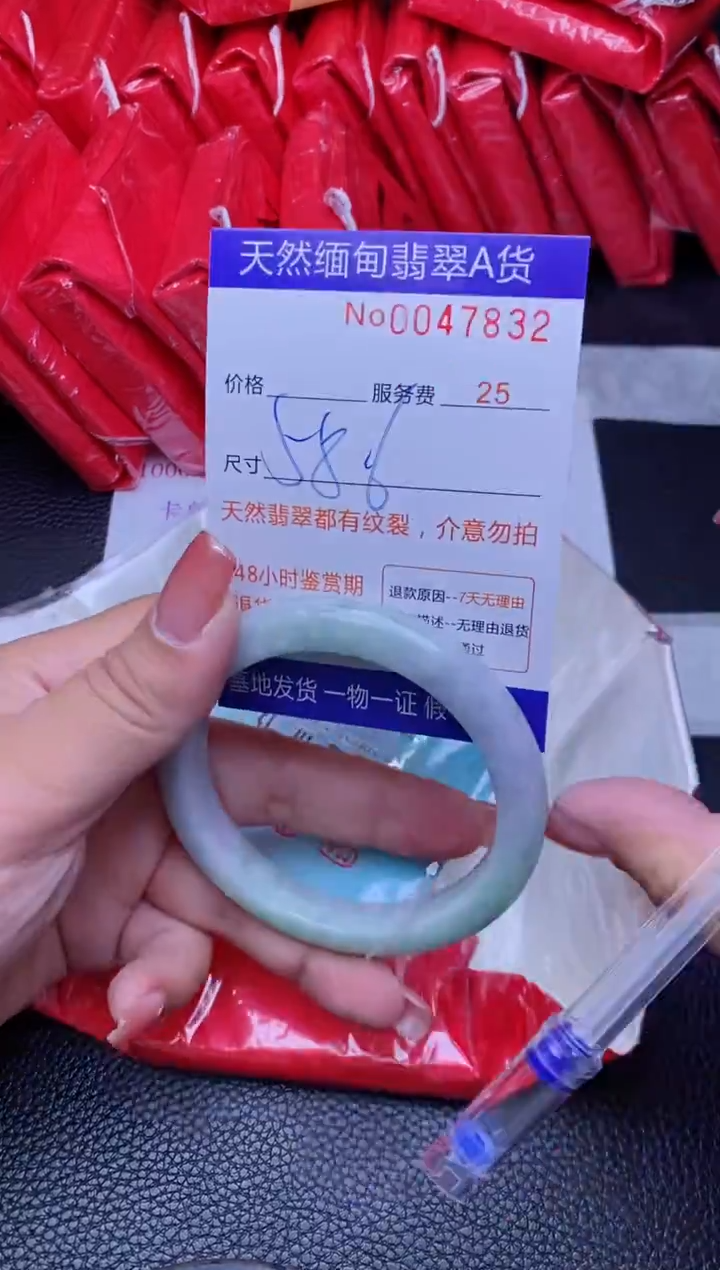 天然缅甸翡翠A货
No0047832
价格 服务费 25
尺寸 58.6
天然翡翠都有纹裂，介意勿拍
48小时鉴赏期
退款原因--7天无理由
描述--无理由退货
基地发货 一物一证 假